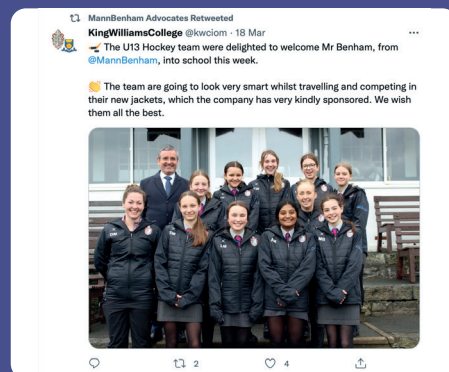 MannBenham Advocates Retweeted
KingWilliamsCollege @kwciom · 18 Mar
The U13 Hockey team were delighted to welcome Mr Benham, from
@MannBenham, into school this week.
The team are going to look very smart whilst travelling and competing in
their new jackets, which the company has very kindly sponsored. We wish
them all the best.
2
4